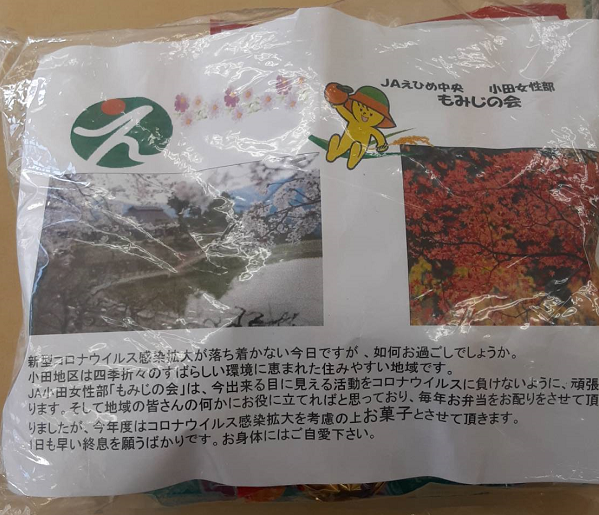 JAえひめ中央　小田女性部
もみじの会
新型コロナウイルス感染拡大が落ち着かない今日ですが、如何お過ごしでしょうか。
小田地区は四季折々のすばらしい環境に恵まれた住みやすい地域です。
JA小田女性部「もみじの会」は、今出来る目に見える活動をコロナウイルスに負けないように、頑張
ります。そして地域の皆さんの何かにお役に立てればと思っており、毎年お弁当をお配りをさせて頂
りましたが、今年度はコロナウイルス感染拡大を考慮の上お菓子とさせて頂きます。
1日も早い終息を願うばかりです。お身体にはご自愛下さい。